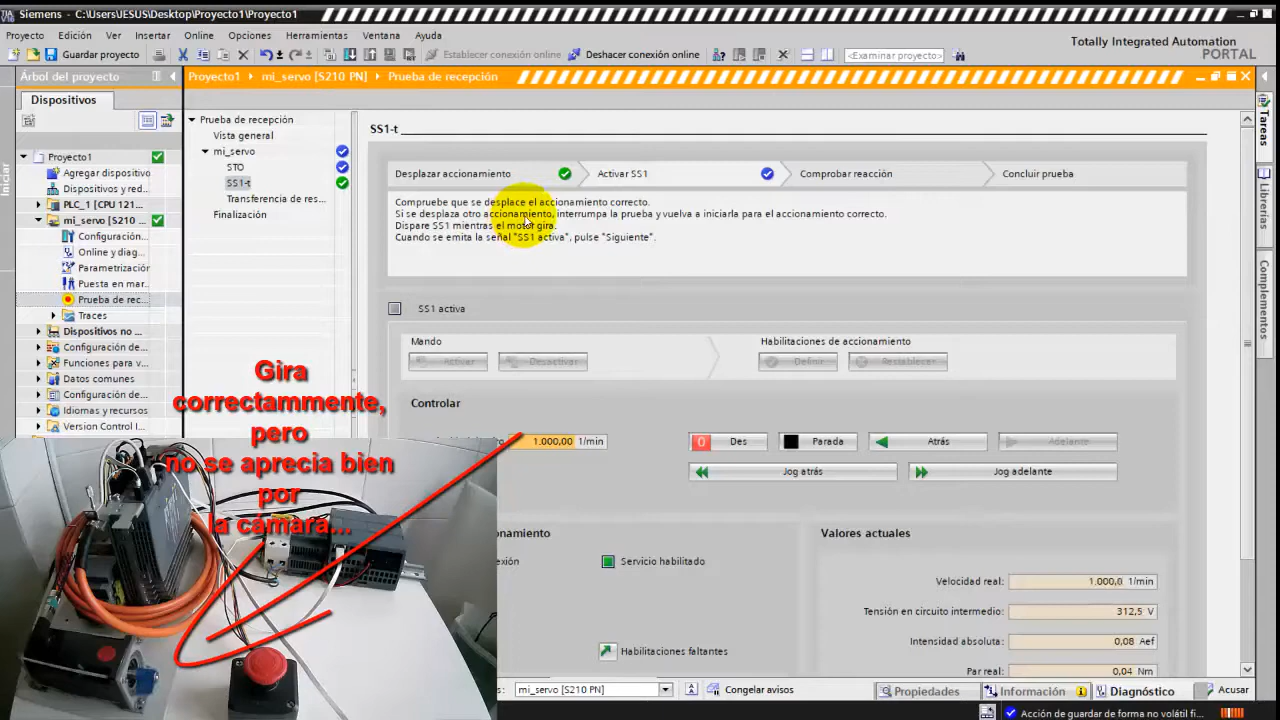 Siemens - C:\Users\JESUS\Desktop\Proyecto1\Proyecto1
Proyecto Edición Ver Insertar Online Opciones Herramientas Ventana Ayuda
Totally Integrated Automation
PORTAL
Guardar proyecto
Establecer conexión online
Deshacer conexión online
<Examinar proyecto>
Árbol del proyecto
Proyecto1 mi_servo [S210 PN] Prueba de recepción
Dispositivos
Iniciar
Proyecto1
Agregar dispositivo
Dispositivos y red...
PLC_1 [CPU 121...
mi_servo [S210 ...
Configuración...
Online y diag...
Parametrización
Puesta en mar...
Prueba de rec...
Traces
Dispositivos no ...
Configuración de...
Funciones para v...
Datos comunes
Configuración de...
Idiomas y recursos
Version Control I...
Prueba de recepción
Vista general
mi_servo
STO
SS1-t
Transferencia de res...
Finalización
SS1-t
Desplazar accionamiento
Activar SS1
Comprobar reacción
Concluir prueba
Compruebe que se desplace el accionamiento correcto.
Si se desplaza otro accionamiento, interrumpa la prueba y vuelva a iniciarla para el accionamiento correcto.
Dispare SS1 mientras el motor gira.
Cuando se emita la señal "SS1 activa", pulse "Siguiente".
SS1 activa
Mando
Activar
Desactivar
Habilitaciones de accionamiento
Definir
Restablecer
Controlar
1.000,00 1/min
0 Des
Parada
Atrás
Adelante
Jog atrás
Jog adelante
Servicio habilitado
Habilitaciones faltantes
Valores actuales
Velocidad real: 1.000,0 1/min
Tensión en circuito intermedio: 312,5 V
Intensidad absoluta: 0,08 Aef
Par real: 0,04 Nm
mi_servo [S210 PN]
Congelar avisos
Acusar
Propiedades
Información
Diagnóstico
Acción de guardar de forma no volátil fi...
Tareas
Librerías
Complementos
Gira
correctammente,
pero
no se aprecia bien
por
la cámara...